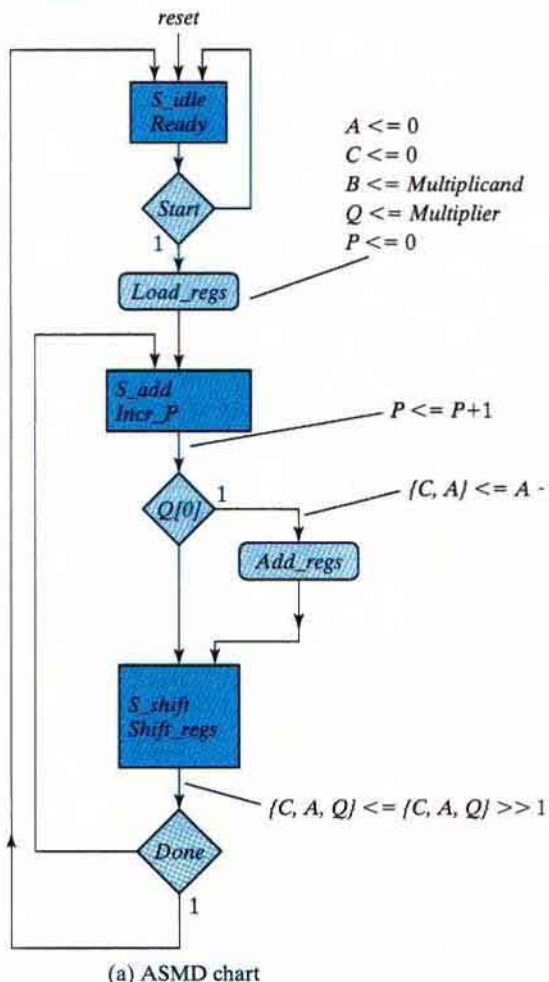 reset
S_idle
Ready
A <= 0
C <= 0
B <= Multiplicand
Q <= Multiplier
P <= 0
Start
1
Load_regs
S_add
Incr_P
P <= P+1
Q[0]
1
{C, A} <= A -
Add_regs
S_shift
Shift_regs
{C, A, Q} <= {C, A, Q} >> 1
Done
1
(a) ASMD chart